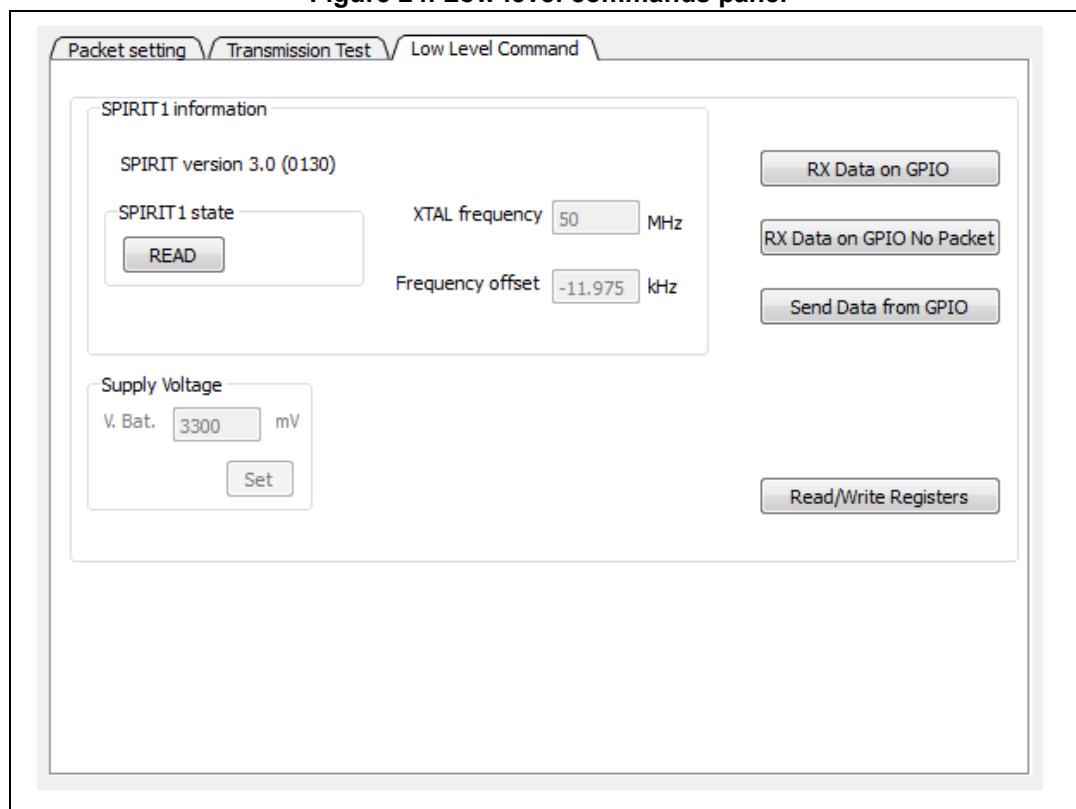 Figure 24. Low level commands panel
Packet setting
Transmission Test
Low Level Command
SPIRIT1 information
SPIRIT version 3.0 (0130)
SPIRIT1 state
READ
XTAL frequency 50 MHz
Frequency offset -11.975 kHz
RX Data on GPIO
RX Data on GPIO No Packet
Send Data from GPIO
Supply Voltage
V. Bat. 3300 mV
Set
Read/Write Registers